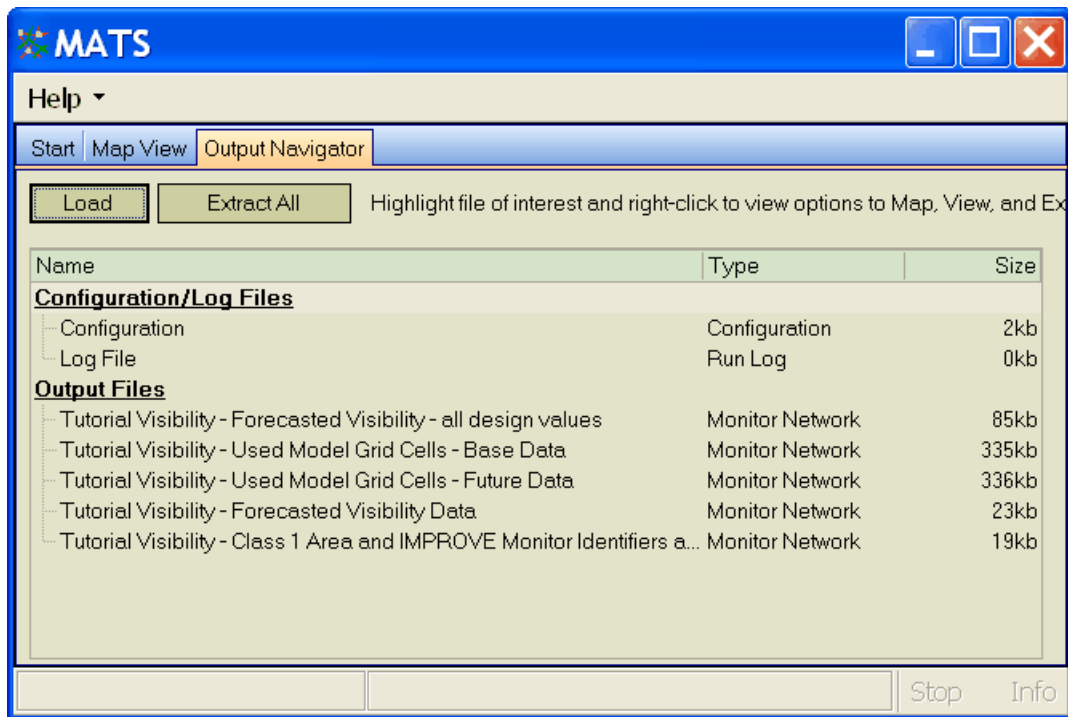 MATS
Help
Start Map View Output Navigator
Load Extract All Highlight file of interest and right-click to view options to Map, View, and Ex
Name Type Size
Configuration/Log Files
Configuration Configuration 2kb
Log File Run Log 0kb
Output Files
Tutorial Visibility - Forecasted Visibility - all design values Monitor Network 85kb
Tutorial Visibility - Used Model Grid Cells - Base Data Monitor Network 335kb
Tutorial Visibility - Used Model Grid Cells - Future Data Monitor Network 336kb
Tutorial Visibility - Forecasted Visibility Data Monitor Network 23kb
Tutorial Visibility - Class 1 Area and IMPROVE Monitor Identifiers a... Monitor Network 19kb
Stop Info